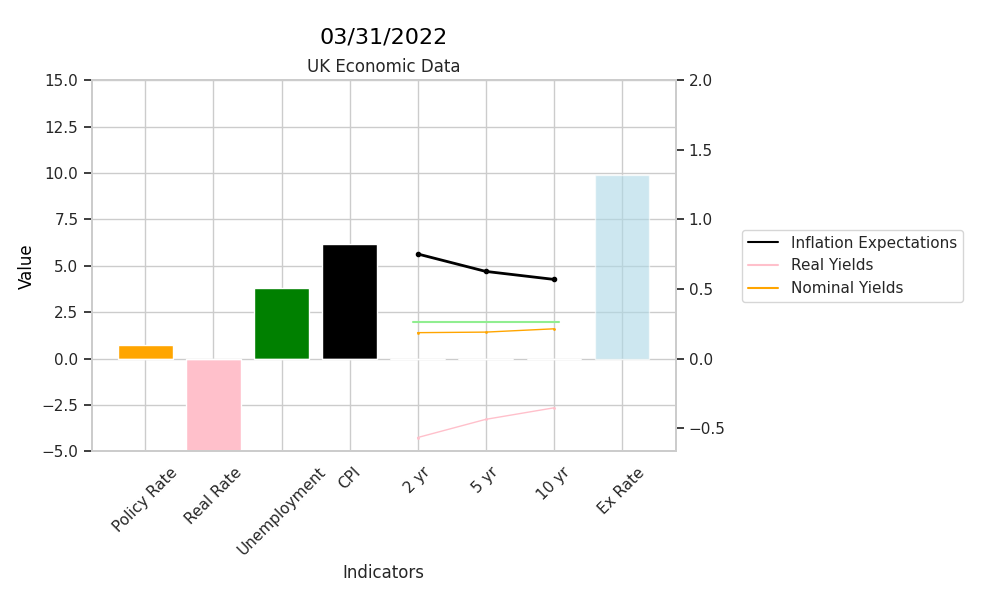 03/31/2022
UK Economic Data
15.0
12.5
10.0
7.5
5.0
2.5
0.0
−2.5
−5.0
Value
2.0
1.5
1.0
0.5
0.0
−0.5
Inflation Expectations
Real Yields
Nominal Yields
Policy Rate
Real Rate
Unemployment
CPI
2 yr
5 yr
10 yr
Ex Rate
Indicators